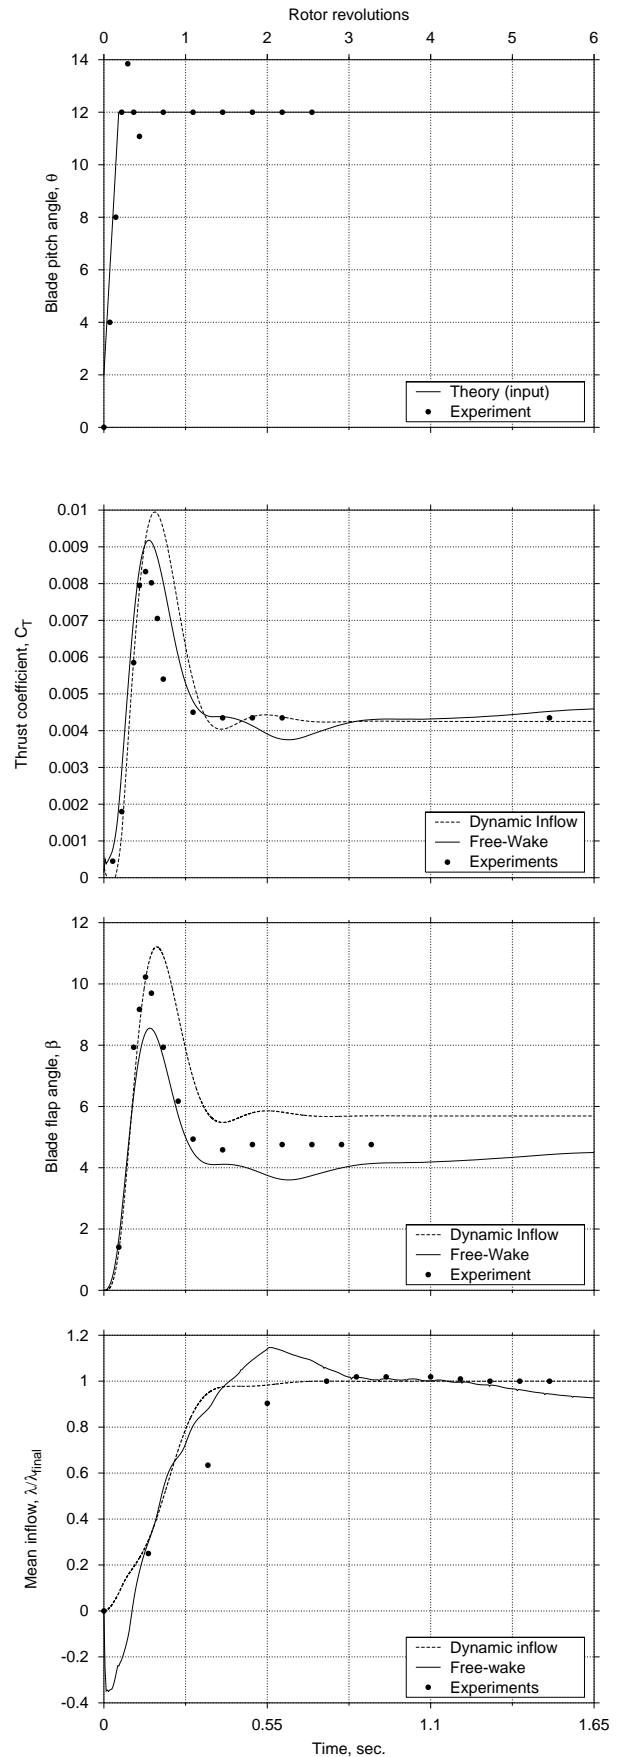 Rotor revolutions
0 1 2 3 4 5 6
14
12
10
8
6
4
2
0
Blade pitch angle, θ
Theory (input)
Experiment
0.01
0.009
0.008
0.007
0.006
0.005
0.004
0.003
0.002
0.001
0
Thrust coefficient, C_T
Dynamic Inflow
Free-Wake
Experiments
12
10
8
6
4
2
0
Blade flap angle, β
Dynamic Inflow
Free-Wake
Experiment
1.2
1
0.8
0.6
0.4
0.2
0
-0.2
-0.4
Mean inflow, λ/λ_final
Dynamic inflow
Free-wake
Experiments
0 0.55 1.1 1.65
Time, sec.